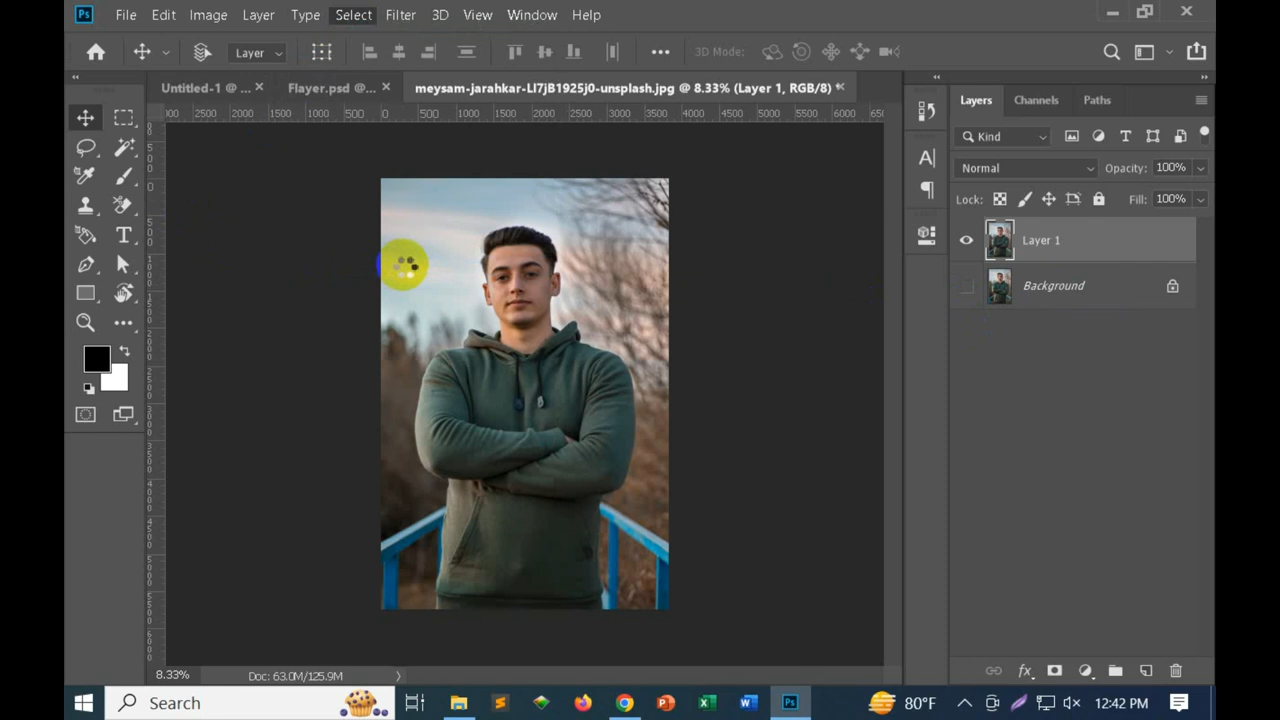 Ps File Edit Image Layer Type Select Filter 3D View Window Help
Layer 3D Mode:
Untitled-1 @ ... Flayer.psd @... meysam-jarahkar-LI7jB1925j0-unsplash.jpg @ 8.33% (Layer 1, RGB/8) *
2500 2000 1500 1000 500 0 500 1000 1500 2000 2500 3000 3500 4000 4500 5000 5500 6000
Layers Channels Paths
Kind
Normal Opacity: 100%
Lock: Fill: 100%
Layer 1
Background
8.33% Doc: 63.0M/125.9M
Search 80°F 12:42 PM